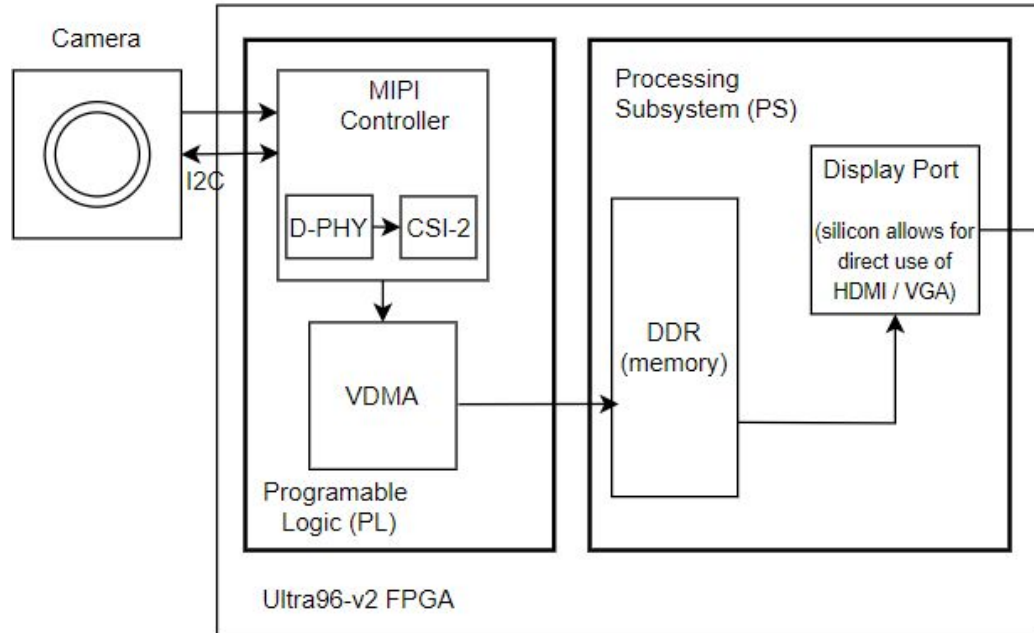 Camera
I2C
MIPI
Controller
D-PHY
CSI-2
VDMA
Programable
Logic (PL)
Processing
Subsystem (PS)
DDR
(memory)
Display Port
(silicon allows for
direct use of
HDMI / VGA)
Ultra96-v2 FPGA